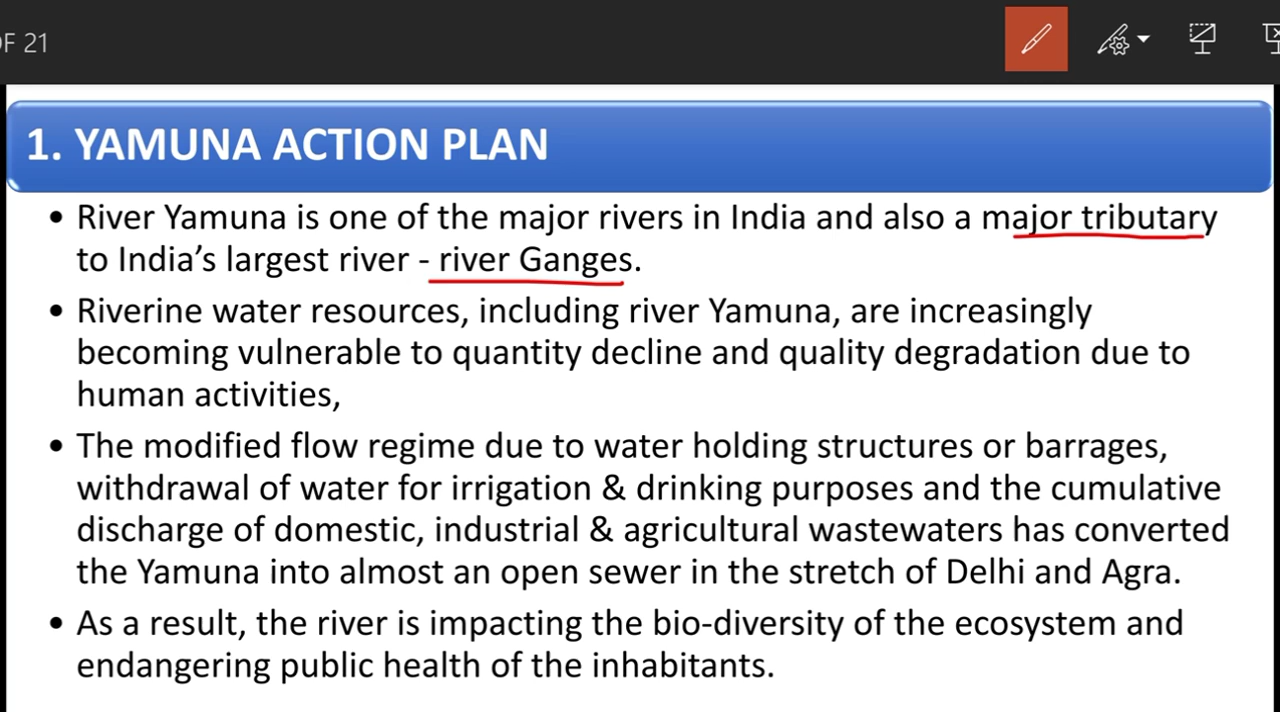 OF 21
1. YAMUNA ACTION PLAN
• River Yamuna is one of the major rivers in India and also a major tributary
to India’s largest river - river Ganges.
• Riverine water resources, including river Yamuna, are increasingly
becoming vulnerable to quantity decline and quality degradation due to
human activities,
• The modified flow regime due to water holding structures or barrages,
withdrawal of water for irrigation & drinking purposes and the cumulative
discharge of domestic, industrial & agricultural wastewaters has converted
the Yamuna into almost an open sewer in the stretch of Delhi and Agra.
• As a result, the river is impacting the bio-diversity of the ecosystem and
endangering public health of the inhabitants.